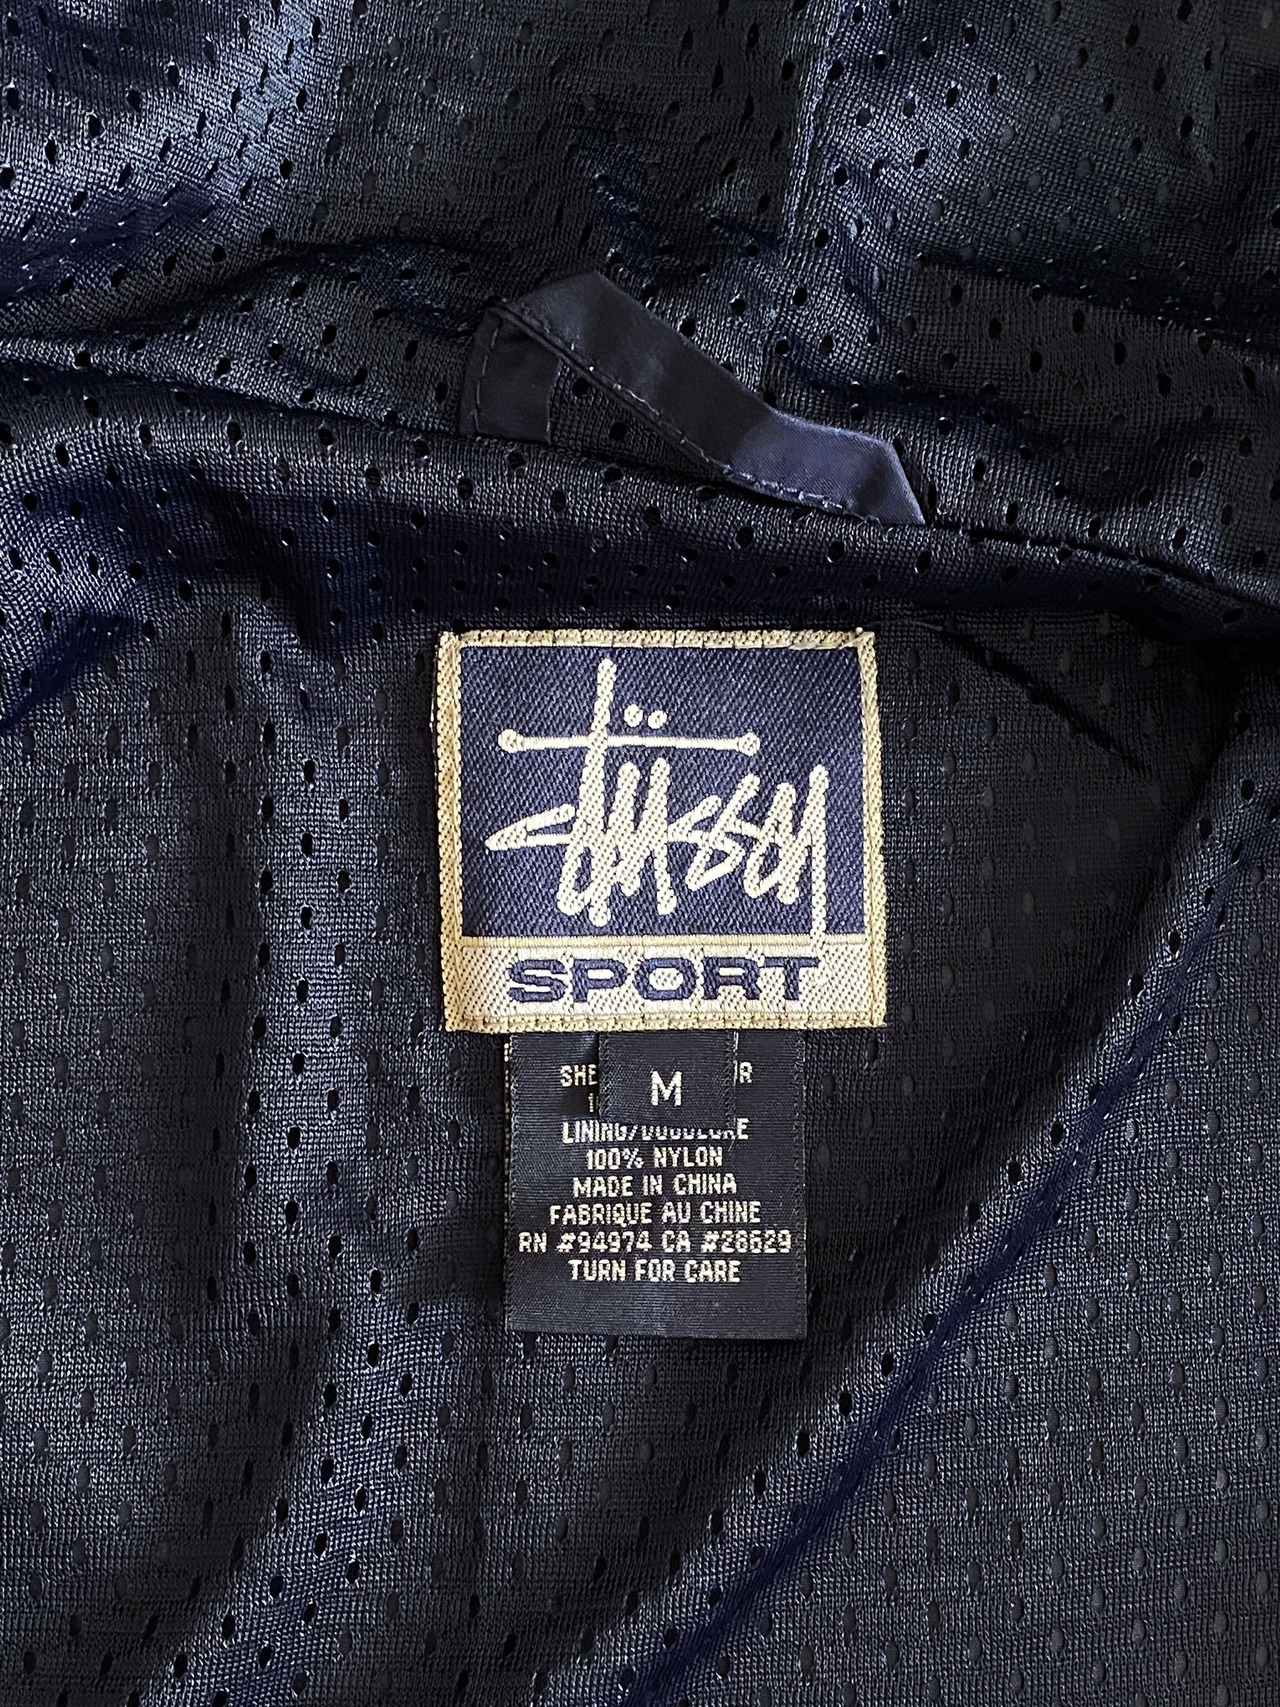 Stüssy
SPORT
M
LINING/DOUBLURE
100% NYLON
MADE IN CHINA
FABRIQUE AU CHINE
RN #94974 CA #28629
TURN FOR CARE